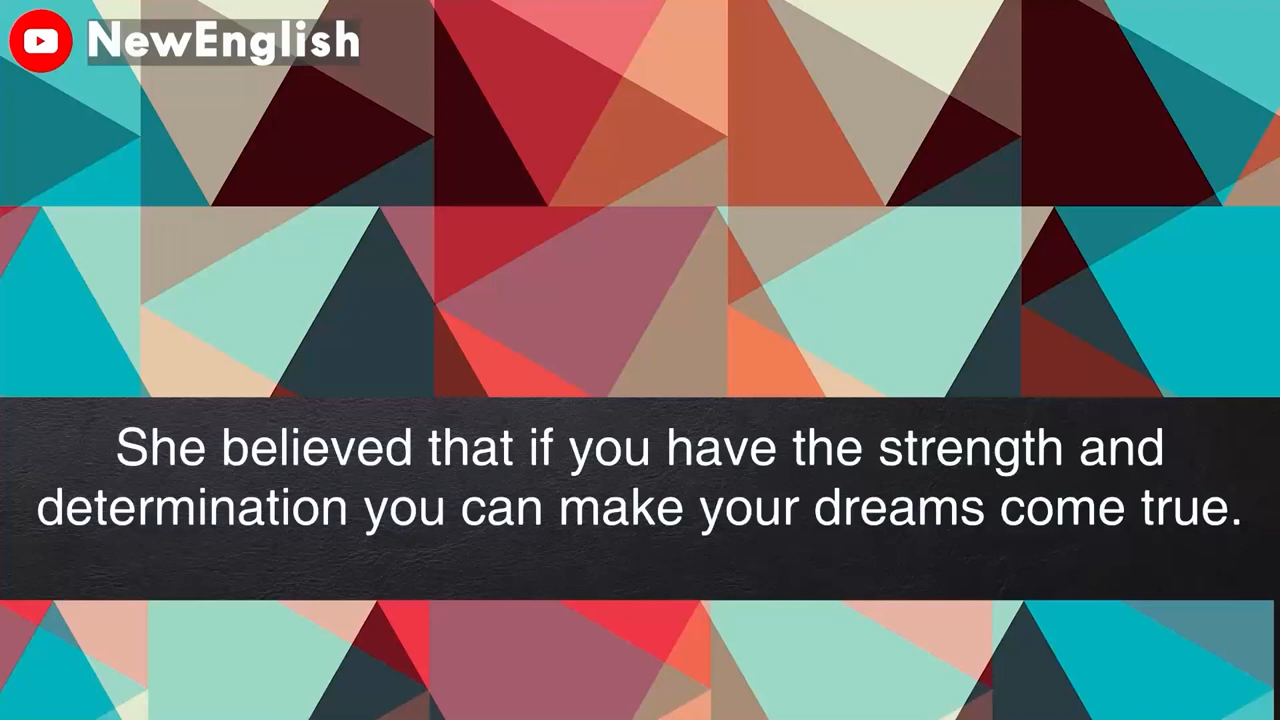 NewEnglish
She believed that if you have the strength and
determination you can make your dreams come true.